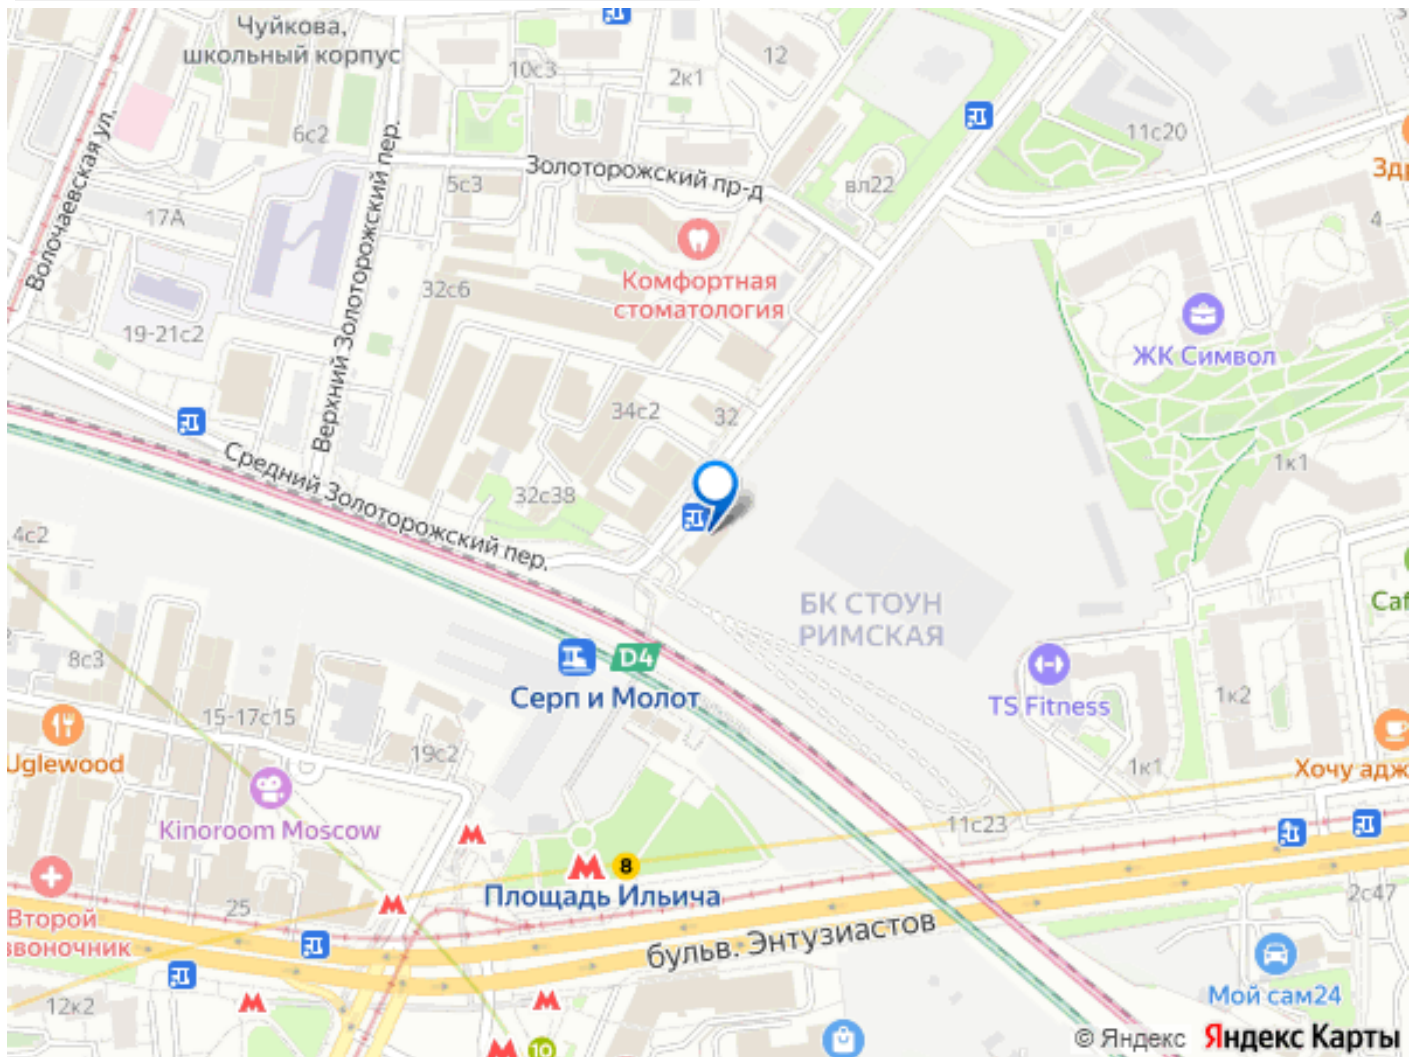 Чуйкова,
школьный корпус
10с3
2к1
12
11с20
6с2
Волочаевская ул.
Верхний Золоторожский пер.
Золоторожский пр-д
5с3
вл22
17А
4
Комфортная
стоматология
32с6
19-21с2
ЖК Символ
34с2
32
Средний Золоторожский пер.
32с38
1к1
4с2
БК СТОУН
РИМСКАЯ
8с3
D4
Серп и Молот
TS Fitness
1к2
15-17с15
19с2
Uglewood
1к1
Хочу адж
Kinoroom Moscow
11с23
8
Площадь Ильича
25
2с47
Второй
звоночник
бульв. Энтузиастов
12к2
Мой сам24
10
© Яндекс Яндекс Карты